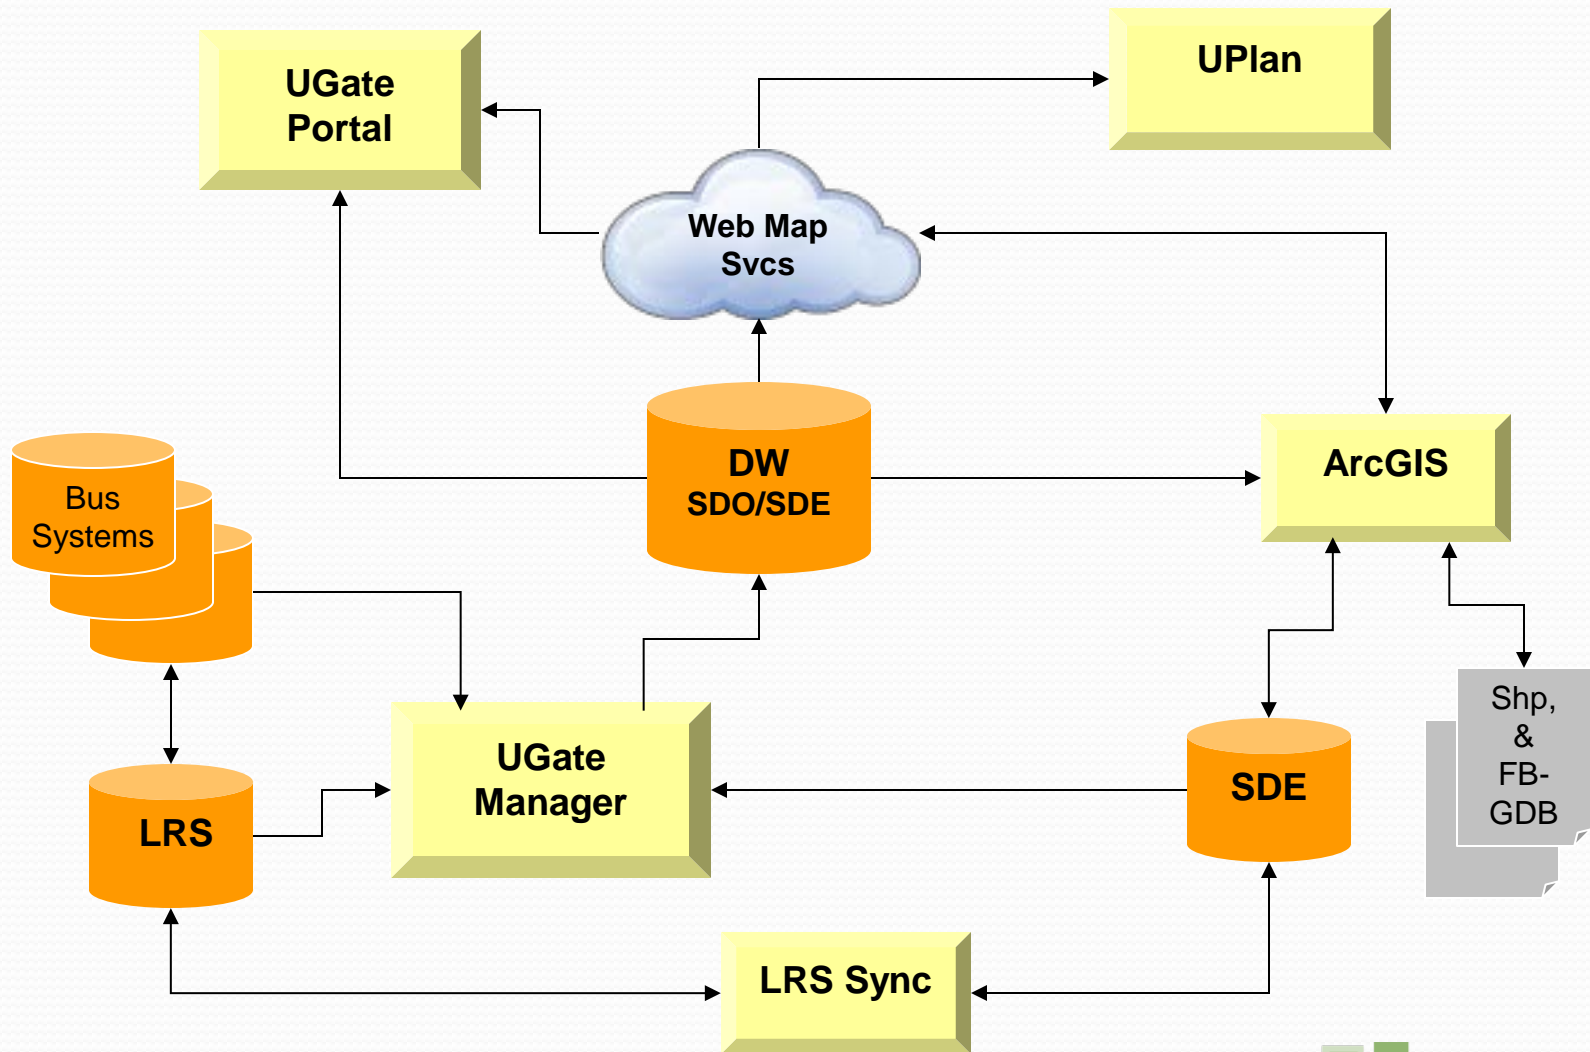 UGate
Portal
UPlan
Web Map
Svcs
DW
SDO/SDE
ArcGIS
Bus
Systems
UGate
Manager
LRS
SDE
Shp,
&
FB-
GDB
LRS Sync